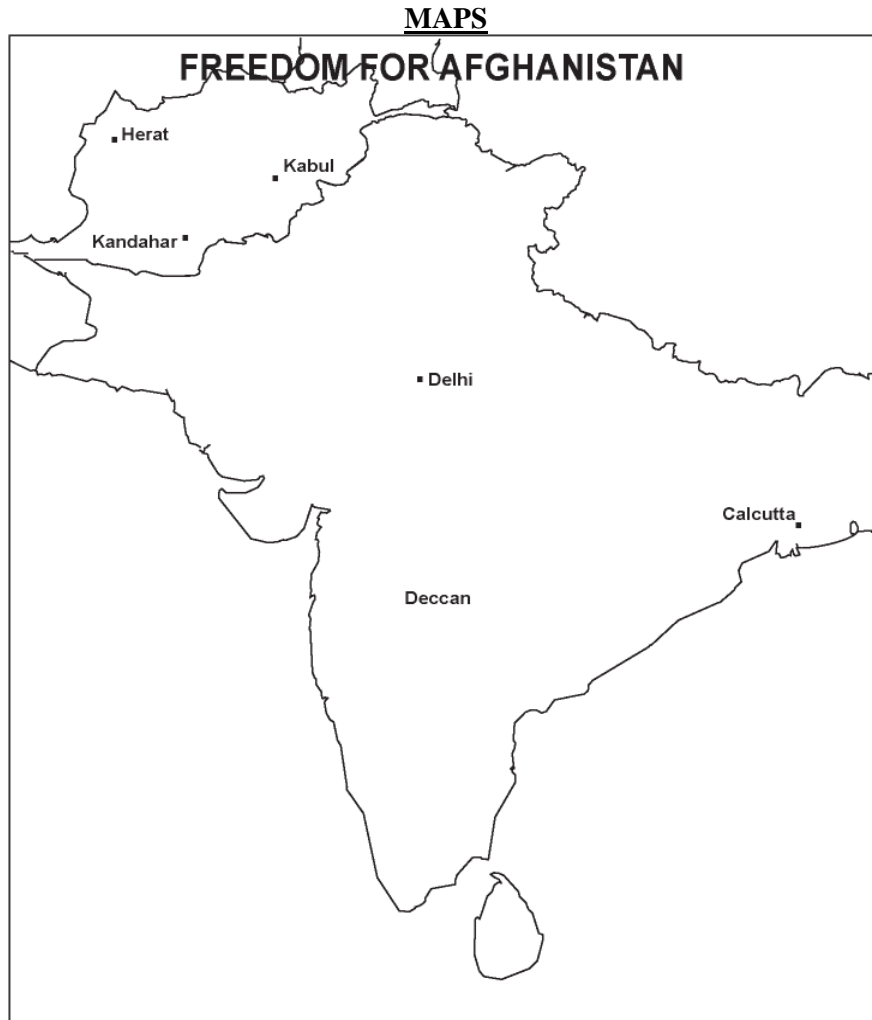 MAPS
FREEDOM FOR AFGHANISTAN
Herat
Kabul
Kandahar
Delhi
Calcutta
Deccan